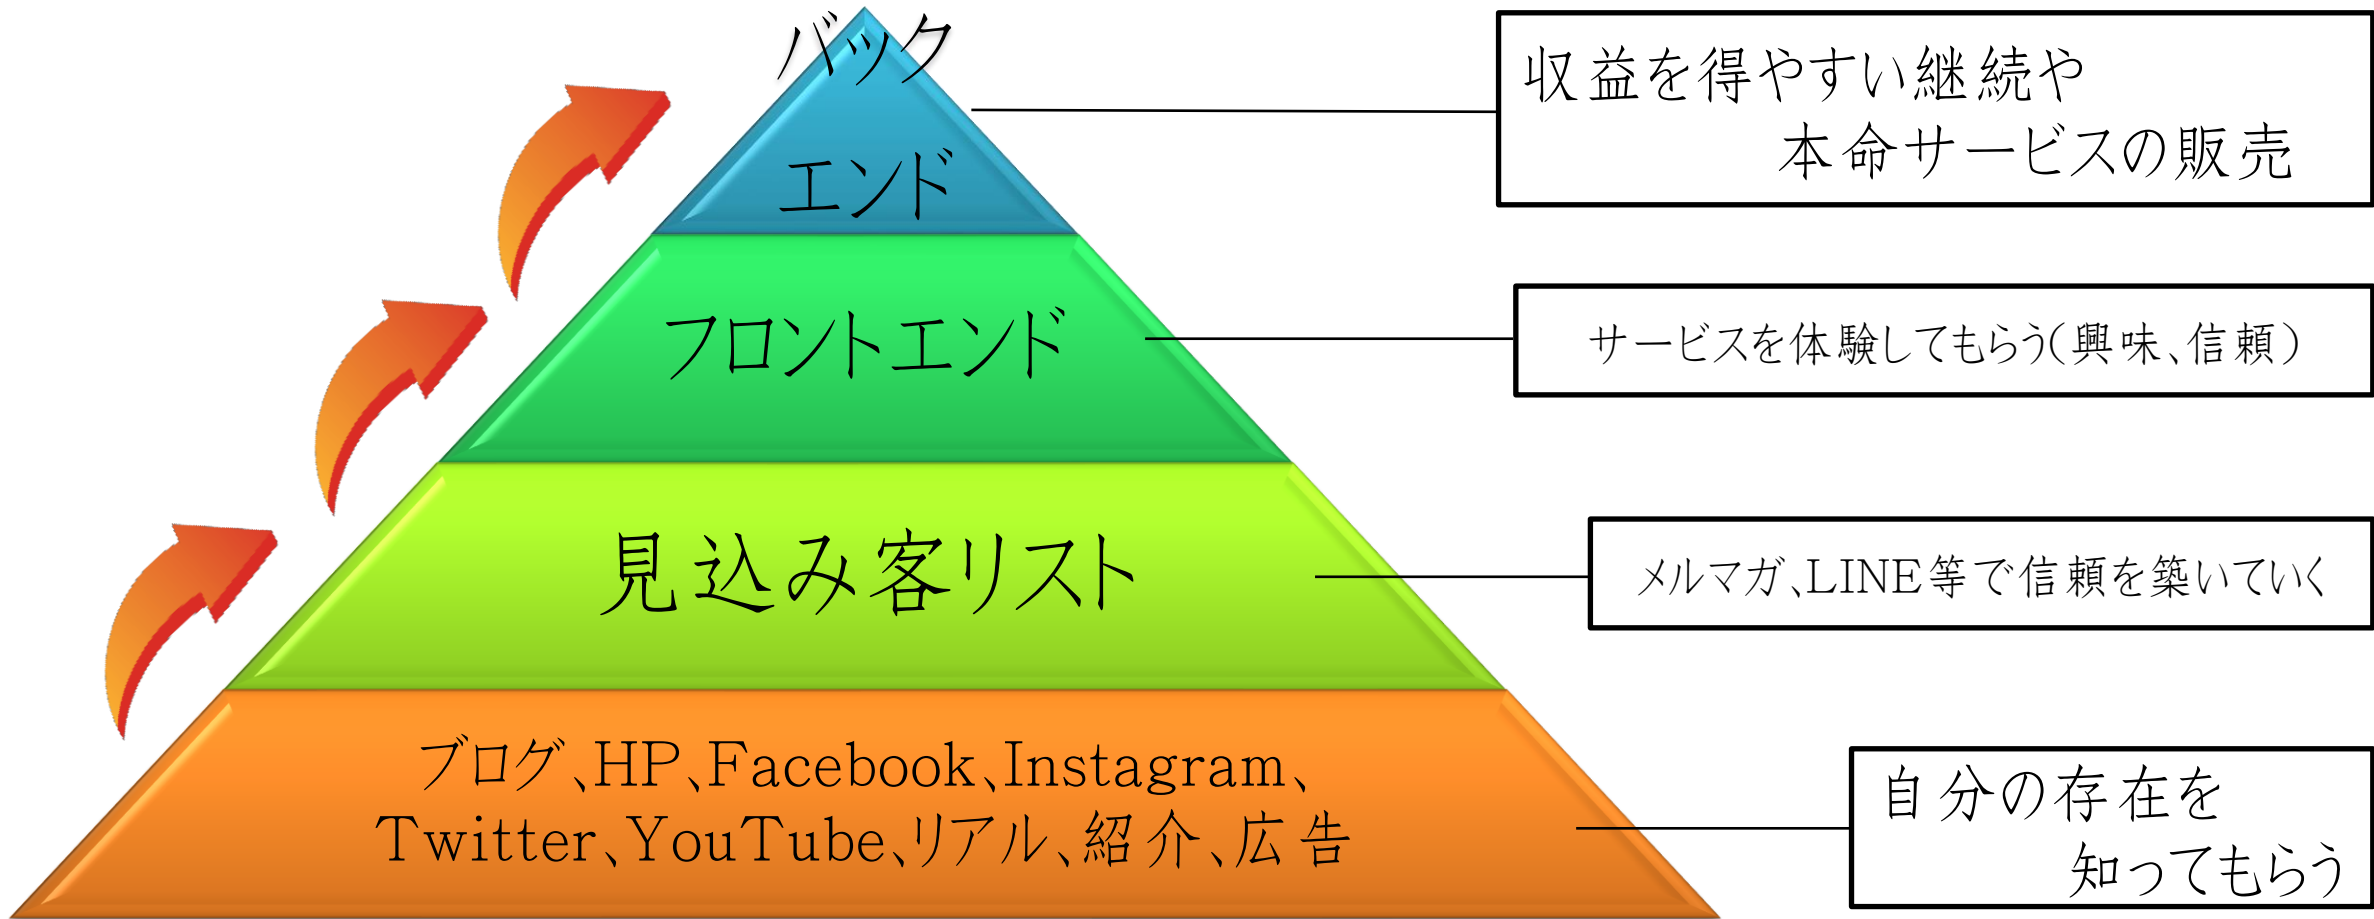 バック
エンド
収益を得やすい継続や
本命サービスの販売
フロントエンド
サービスを体験してもらう(興味、信頼)
見込み客リスト
メルマガ、LINE等で信頼を築いていく
ブログ、HP、Facebook、Instagram、
Twitter、YouTube、リアル、紹介、広告
自分の存在を
知ってもらう